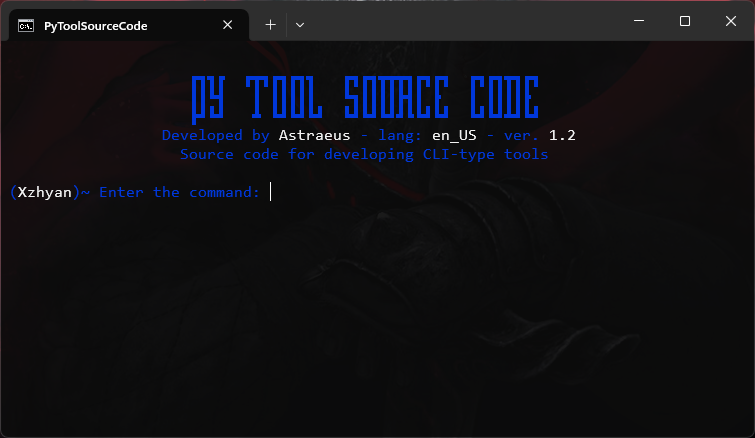 PyToolSourceCode
PY TOOL SOURCE CODE
Developed by Astraeus - lang: en_US - ver. 1.2
Source code for developing CLI-type tools
(Xzhyan)~ Enter the command: